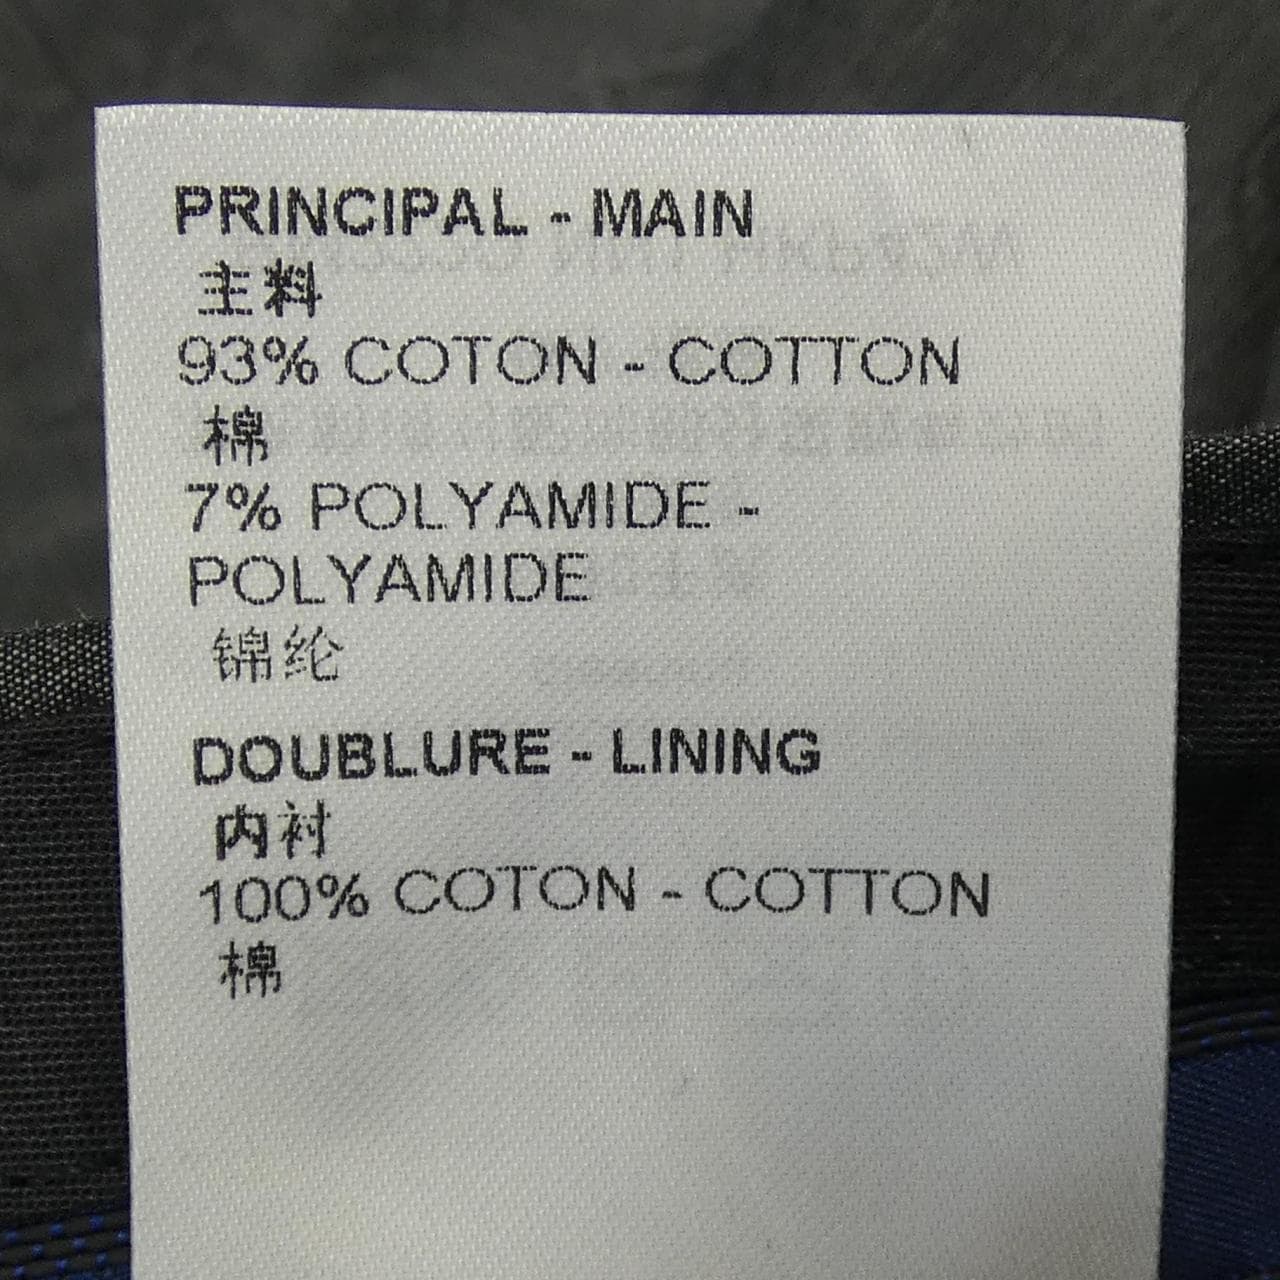 PRINCIPAL - MAIN
主料
93% COTON - COTTON
棉
7% POLYAMIDE -
POLYAMIDE
锦纶
DOUBLURE - LINING
内衬
100% COTON - COTTON
棉